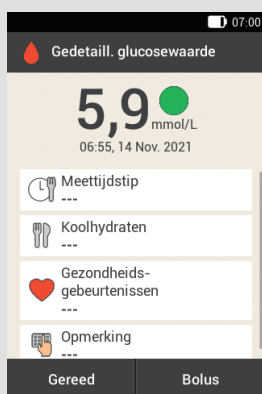 07:00
Gedetaill. glucosewaarde
5,9 mmol/L
06:55, 14 Nov. 2021
Meettijdstip
---
Koolhydraten
---
Gezondheids-
gebeurtenissen
---
Opmerking
---
Gereed Bolus